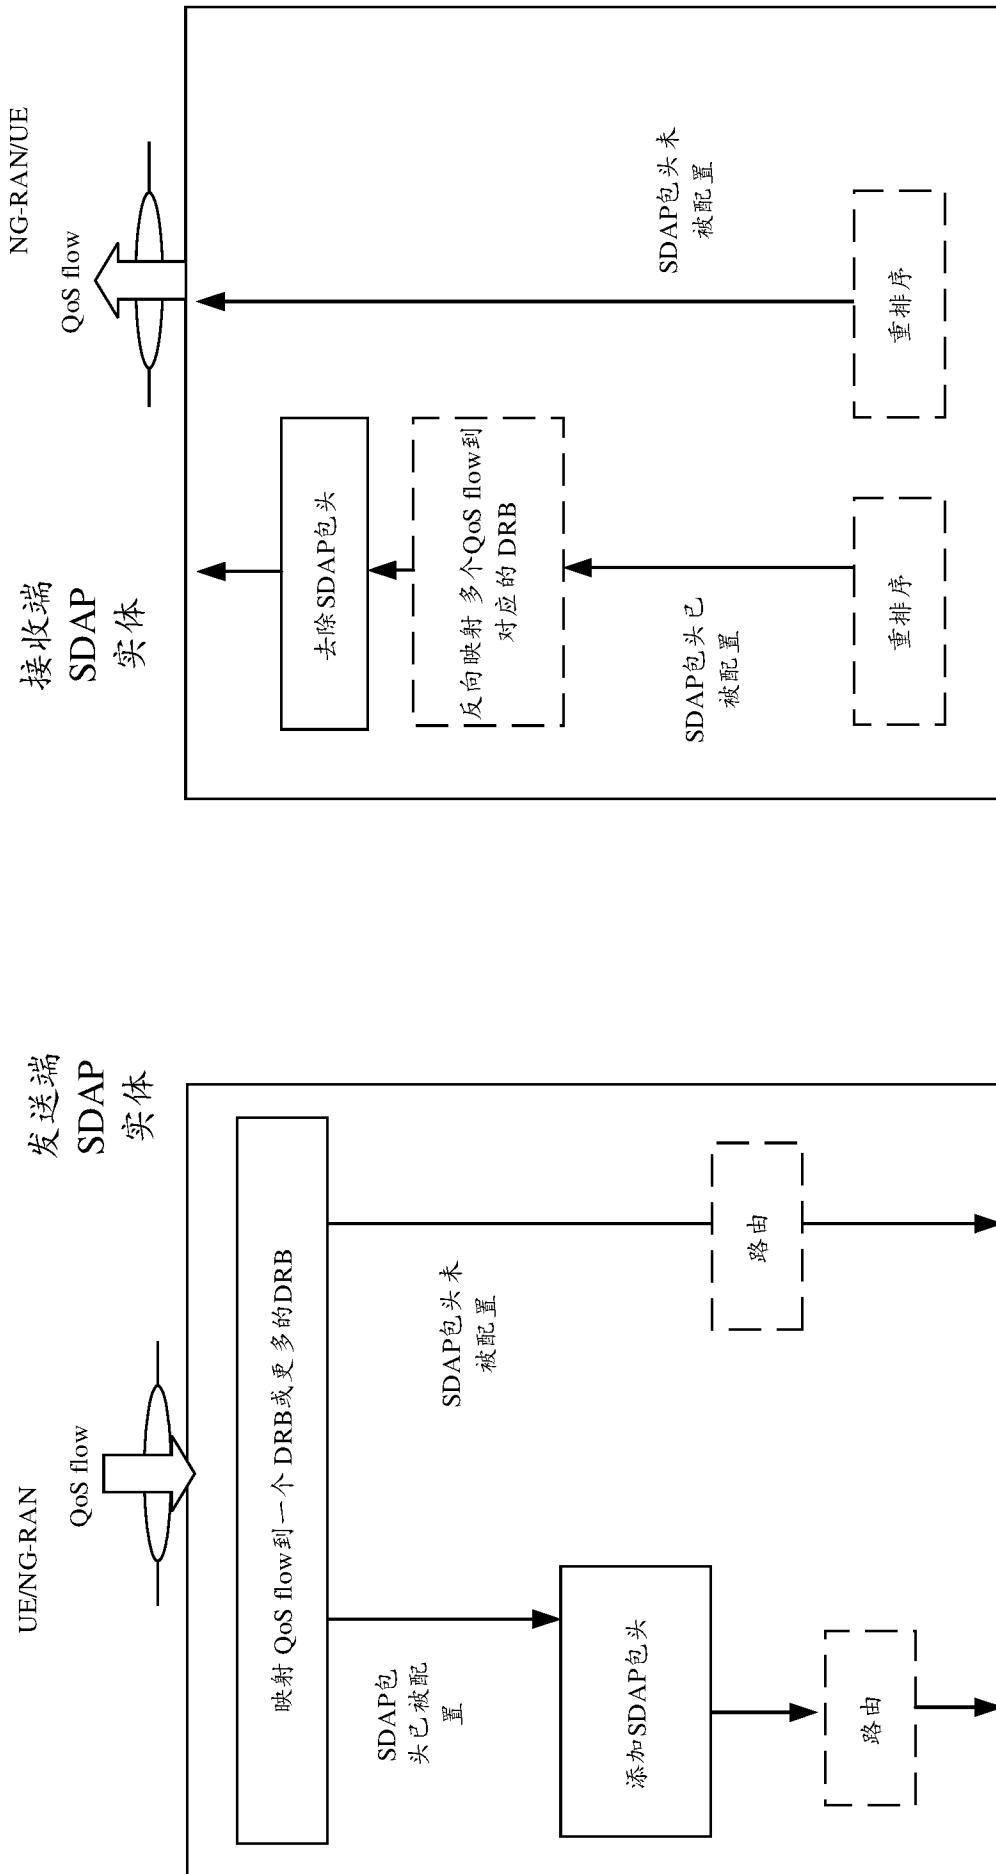 UE/NG-RAN
QoS flow
发送端
SDAP
实体
映射 QoS flow到一个 DRB或更多的DRB
SDAP包
头已被配
置
SDAP包头未
被配置
添加SDAP包头
路由
路由
NG-RAN/UE
QoS flow
接收端
SDAP
实体
去除SDAP包头
反向映射 多个QoS flow到
对应的 DRB
SDAP包头已
被配置
SDAP包头未
被配置
重排序
重排序